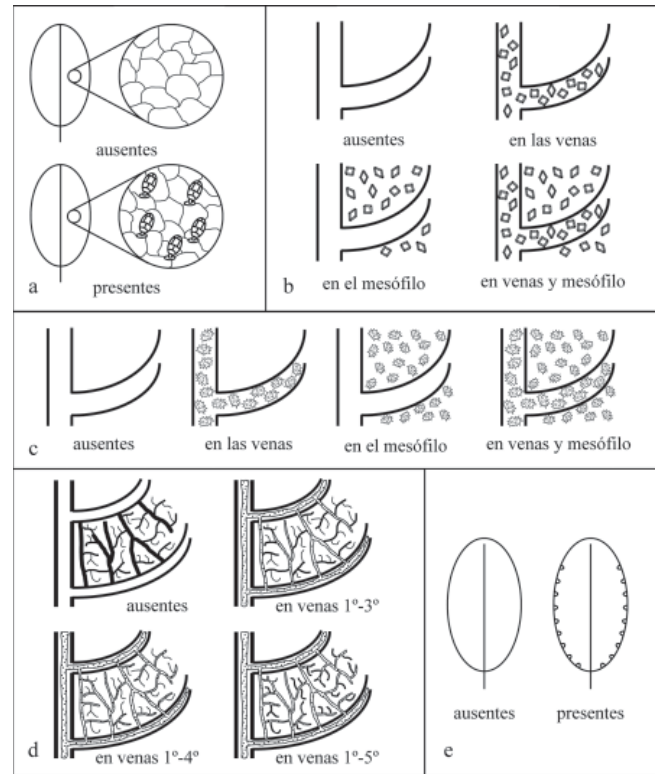 ausentes
presentes
a
ausentes
en las venas
en el mesófilo
en venas y mesófilo
b
ausentes
en las venas
en el mesófilo
en venas y mesófilo
c
ausentes
en venas 1º-3º
en venas 1º-4º
en venas 1º-5º
d
ausentes
presentes
e